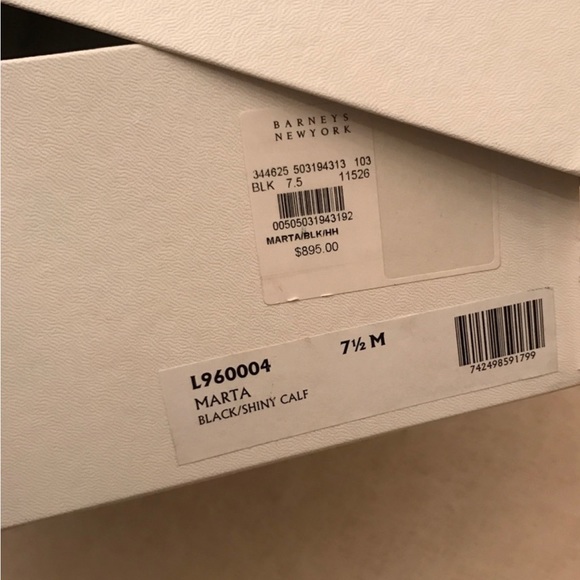 BARNEYS
NEWYORK
344625 503194313 103
BLK 7.5 11526
00505031943192
MARTA/BLK/HH
$895.00
L960004 7½ M
MARTA
BLACK/SHINY CALF
742498591799